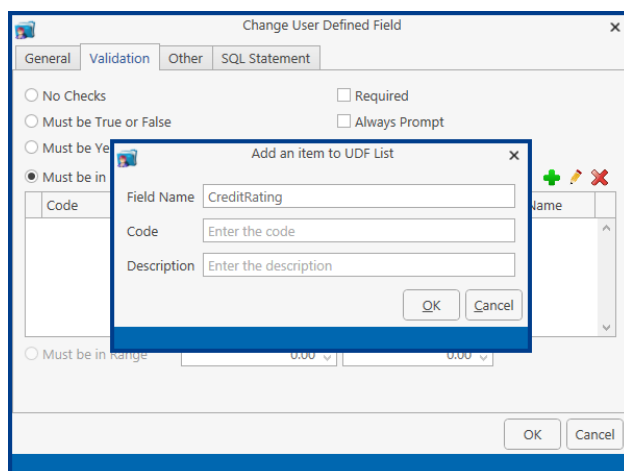 Change User Defined Field
General Validation Other SQL Statement
No Checks Required
Must be True or False Always Prompt
Must be Ye
Must be in
Code Name
Add an item to UDF List
Field Name CreditRating
Code Enter the code
Description Enter the description
OK Cancel
Must be in Range 0.00 0.00
OK Cancel